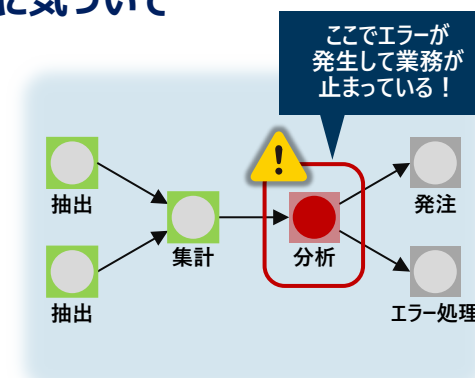 に気づいて
ここでエラーが
発生して業務が
止まっている！
抽出
集計
分析
発注
抽出
エラー処理